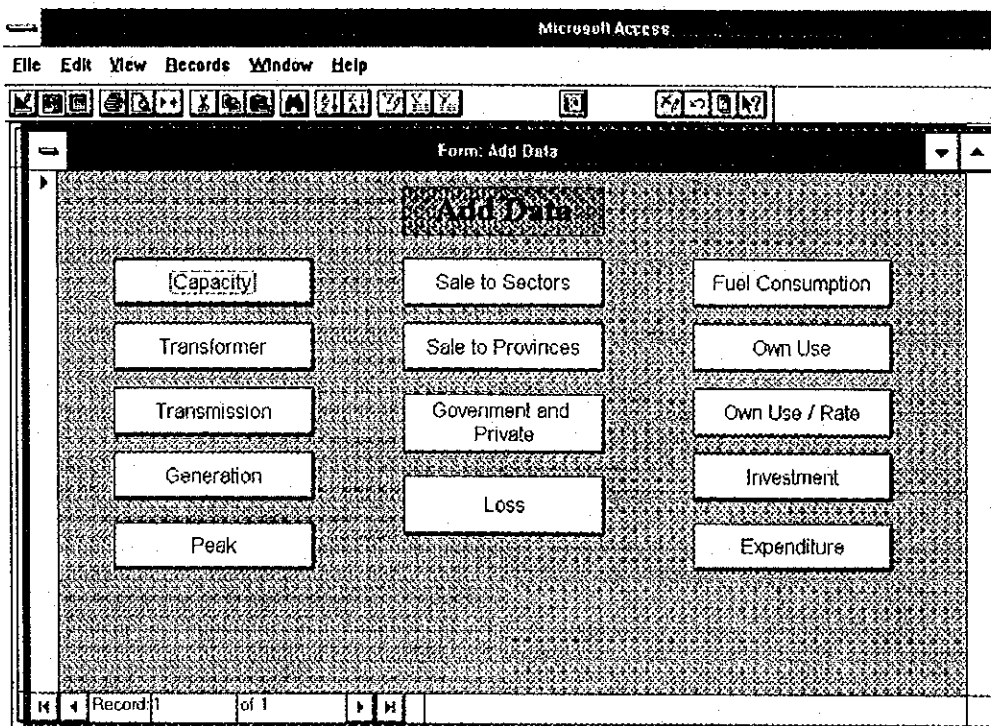 Microsoft Access
File Edit View Records Window Help
Form: Add Data
Add Data
Capacity
Transformer
Transmission
Generation
Peak
Sale to Sectors
Sale to Provinces
Govenment and
Private
Loss
Fuel Consumption
Own Use
Own Use / Rate
Investment
Expenditure
Record: 1 of 1